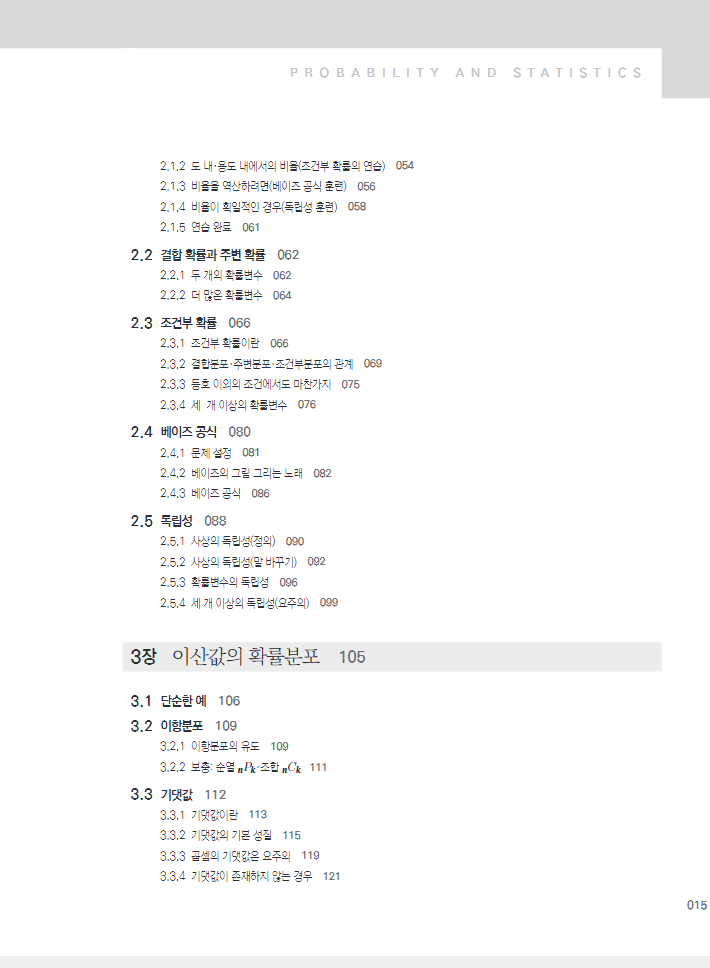 PROBABILITY AND STATISTICS
2.1.2 도 내·용도 내에서의 비율(조건부 확률의 연습) 054
2.1.3 비율을 역산하려면(베이즈 공식 훈련) 056
2.1.4 비율이 획일적인 경우(독립성 훈련) 058
2.1.5 연습 완료 061
2.2 결합 확률과 주변 확률 062
2.2.1 두 개의 확률변수 062
2.2.2 더 많은 확률변수 064
2.3 조건부 확률 066
2.3.1 조건부 확률이란 066
2.3.2 결합분포·주변분포·조건부분포의 관계 069
2.3.3 등호 이외의 조건에서도 마찬가지 075
2.3.4 세 개 이상의 확률변수 076
2.4 베이즈 공식 080
2.4.1 문제 설정 081
2.4.2 베이즈의 그림 그리는 노래 082
2.4.3 베이즈 공식 086
2.5 독립성 088
2.5.1 사상의 독립성(정의) 090
2.5.2 사상의 독립성(말 바꾸기) 092
2.5.3 확률변수의 독립성 096
2.5.4 세 개 이상의 독립성(요주의) 099
3장 이산값의 확률분포 105
3.1 단순한 예 106
3.2 이항분포 109
3.2.1 이항분포의 유도 109
3.2.2 보충: 순열 nPk·조합 nCk 111
3.3 기댓값 112
3.3.1 기댓값이란 113
3.3.2 기댓값의 기본 성질 115
3.3.3 곱셈의 기댓값은 요주의 119
3.3.4 기댓값이 존재하지 않는 경우 121
015